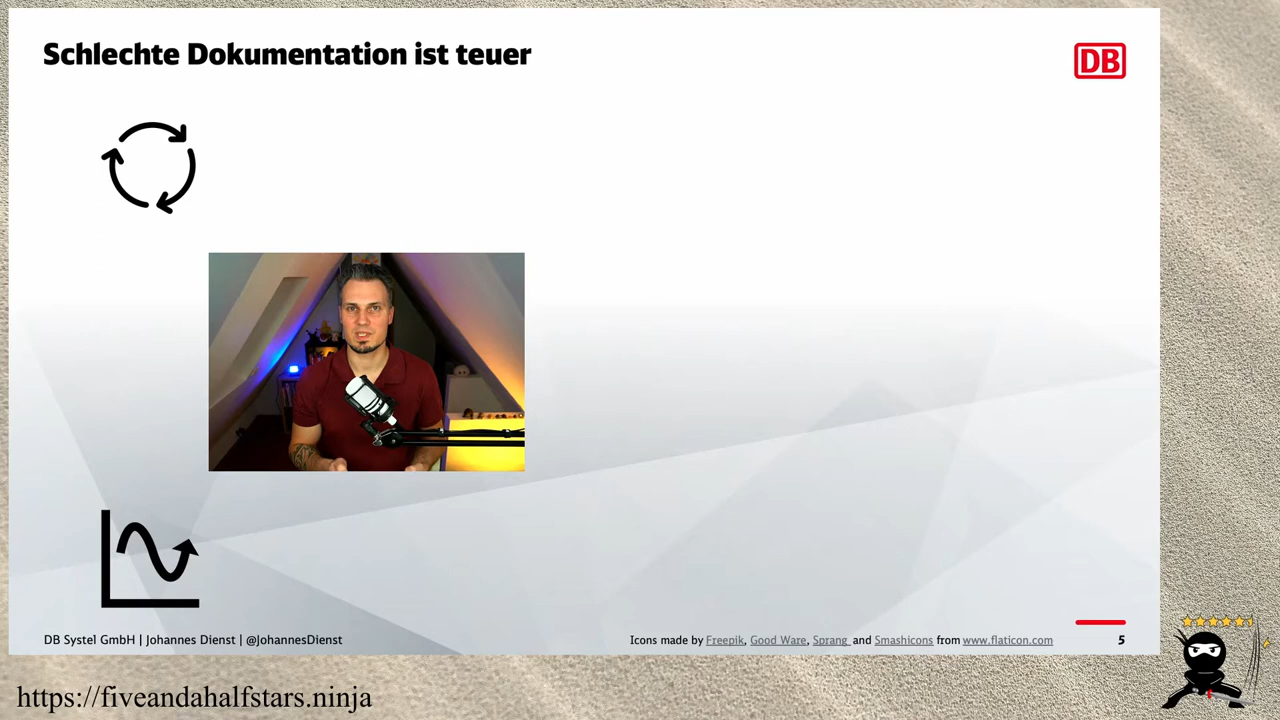 Schlechte Dokumentation ist teuer
DB
DB Systel GmbH | Johannes Dienst | @JohannesDienst
Icons made by Freepik, Good Ware, Sprang and Smashicons from www.flaticon.com
5
https://fiveandahalfstars.ninja